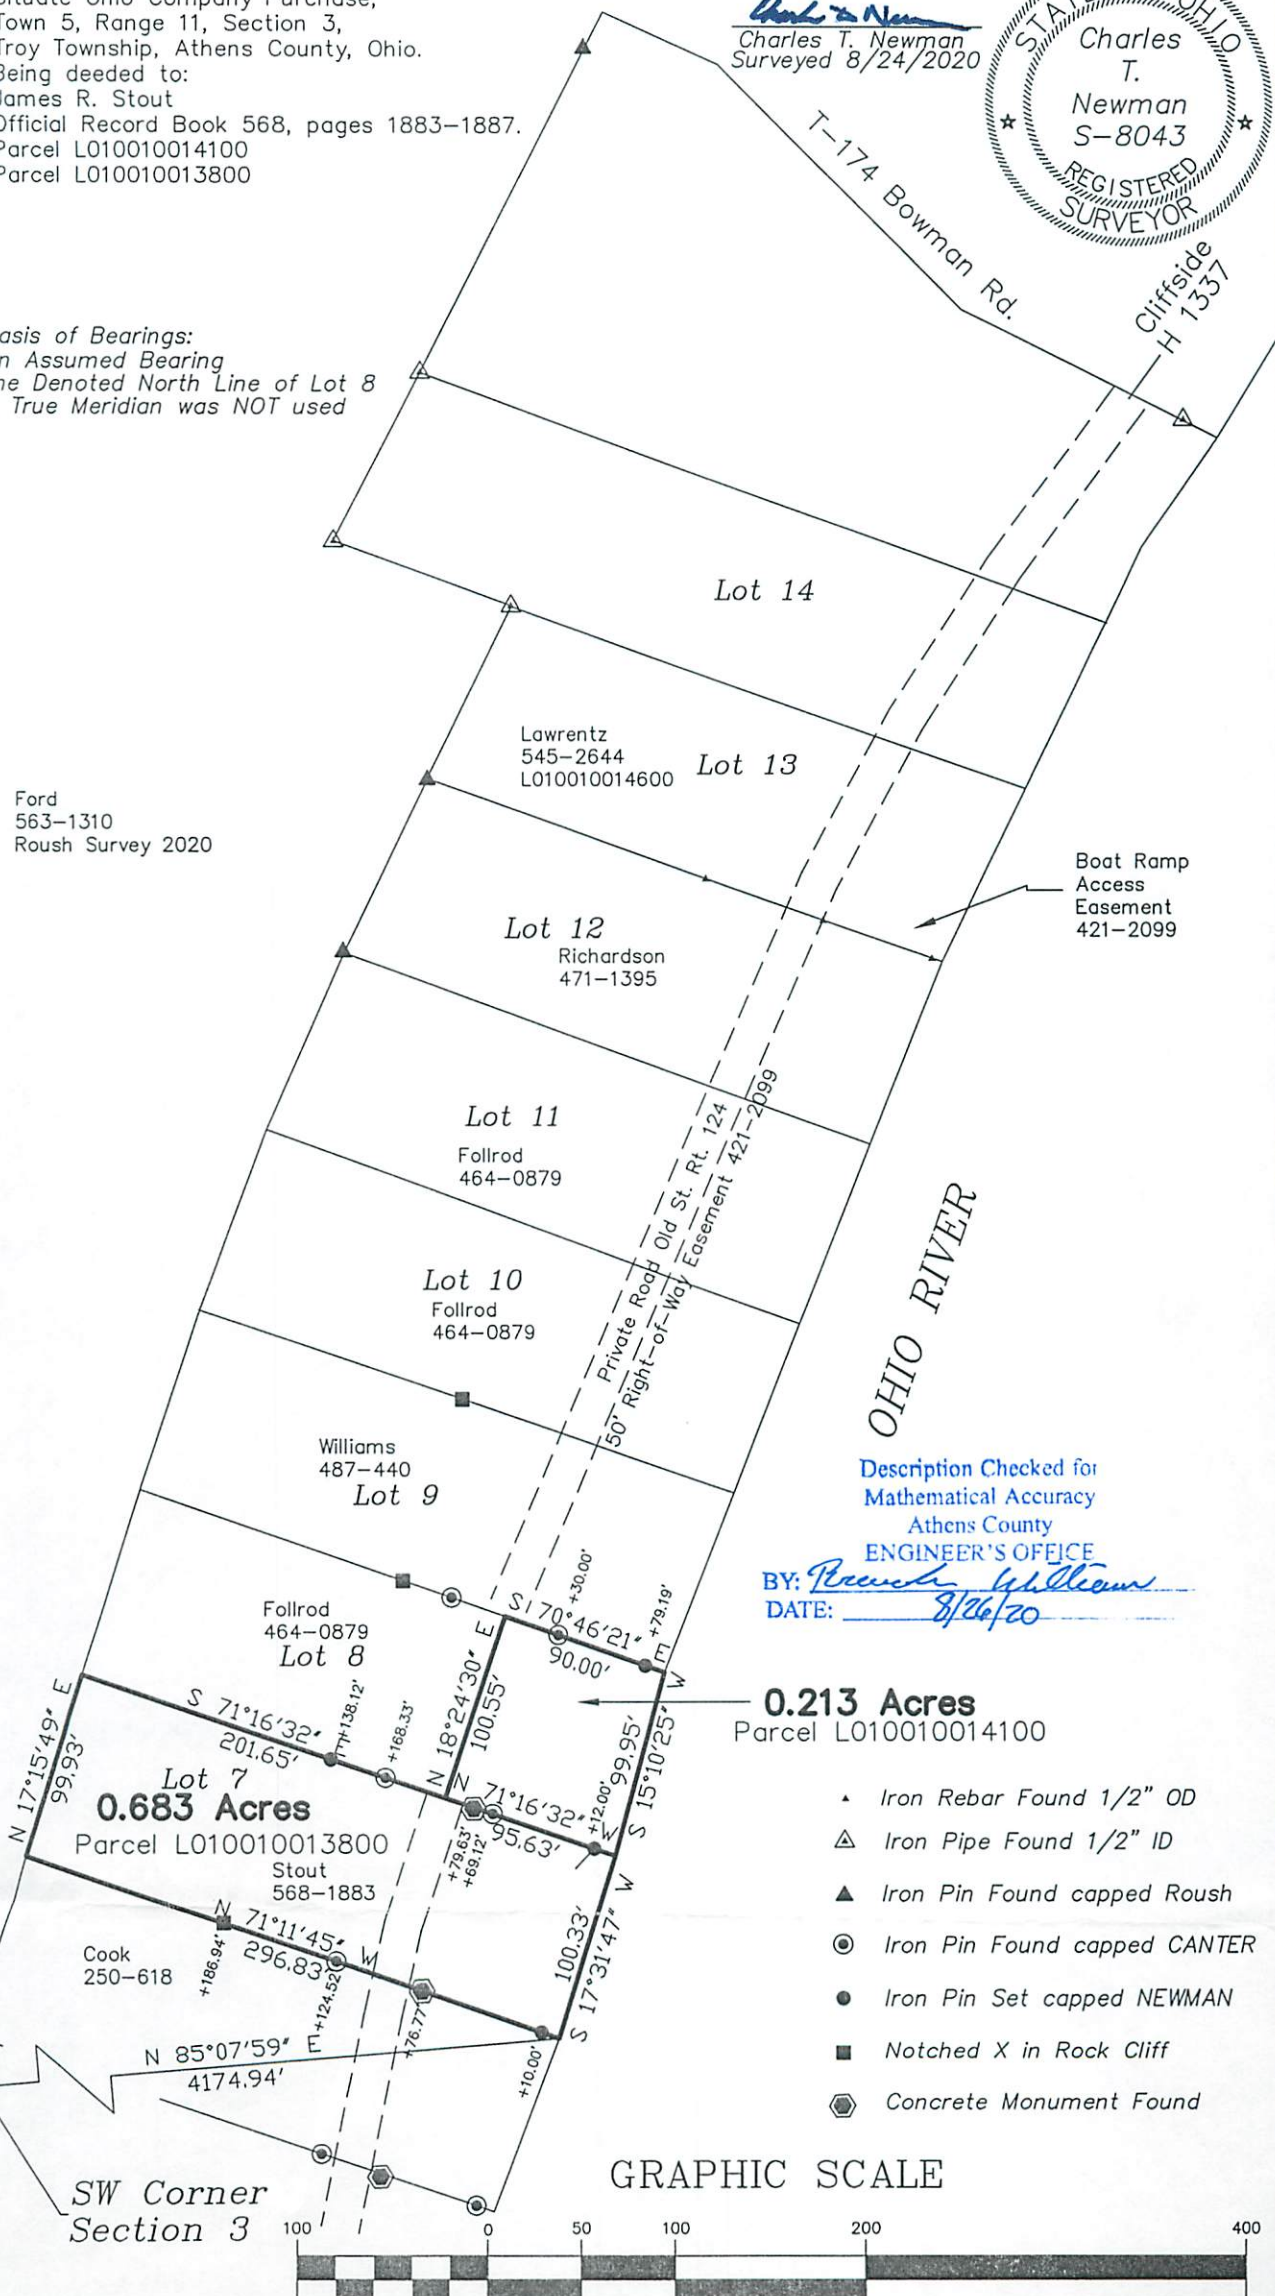 Town 5, Range 11, Section 3,
Troy Township, Athens County, Ohio.
Being deeded to:
James R. Stout
Official Record Book 568, pages 1883-1887.
Parcel L010010014100
Parcel L010010013800
Charles T. Newman
Surveyed 8/24/2020
STATE OF OHIO
Charles
T.
Newman
S-8043
REGISTERED
SURVEYOR
asis of Bearings:
n Assumed Bearing
he Denoted North Line of Lot 8
True Meridian was NOT used
T-174 Bowman Rd.
Cliffside
H 1337
Lot 14
Lawrentz
545-2644
L010010014600
Lot 13
Ford
563-1310
Roush Survey 2020
Boat Ramp
Access
Easement
421-2099
Lot 12
Richardson
471-1395
Lot 11
Follrod
464-0879
Private Road Old St. Rt. 124
50' Right-of-Way Easement 421-2099
Lot 10
Follrod
464-0879
OHIO RIVER
Williams
487-440
Lot 9
Description Checked for
Mathematical Accuracy
Athens County
ENGINEER'S OFFICE
BY:
DATE: 8/26/20
Follrod
464-0879
Lot 8
S 70°46'21" E
90.00'
+30.00'
+79.19'
N 18°24'30" E
100.55'
S 15°10'25" W
99.95'
0.213 Acres
Parcel L010010014100
S 71°16'32" E
201.65'
+138.12'
+168.33'
N 17°15'49" E
99.93'
Lot 7
0.683 Acres
Parcel L010010013800
Stout
568-1883
N 71°16'32" W
95.63'
+12.00'
+79.63'
+69.12'
S 17°31'47" W
100.33'
N 71°11'45" W
296.83'
+186.94'
+124.52'
+76.77'
+10.00'
Cook
250-618
N 85°07'59" E
4174.94'
SW Corner
Section 3
Iron Rebar Found 1/2" OD
Iron Pipe Found 1/2" ID
Iron Pin Found capped Roush
Iron Pin Found capped CANTER
Iron Pin Set capped NEWMAN
Notched X in Rock Cliff
Concrete Monument Found
GRAPHIC SCALE
100 0 50 100 200 400